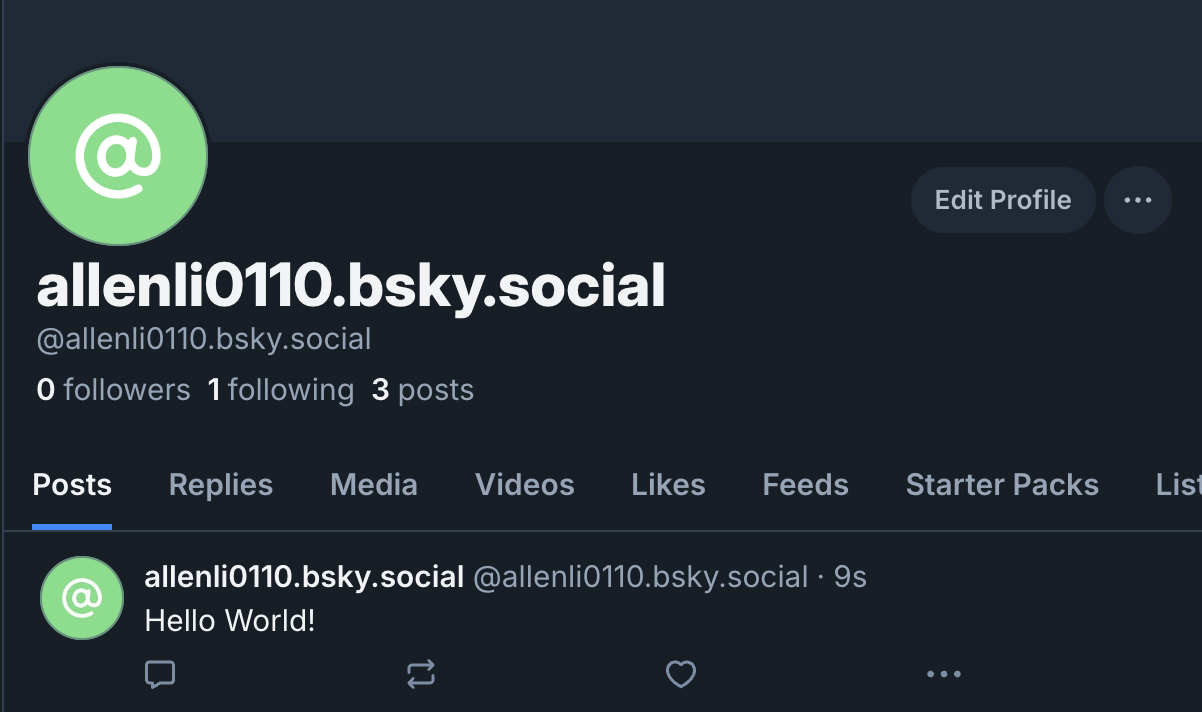 @
Edit Profile
allenli0110.bsky.social
@allenli0110.bsky.social
0 followers 1 following 3 posts
Posts Replies Media Videos Likes Feeds Starter Packs List
@
allenli0110.bsky.social @allenli0110.bsky.social · 9s
Hello World!